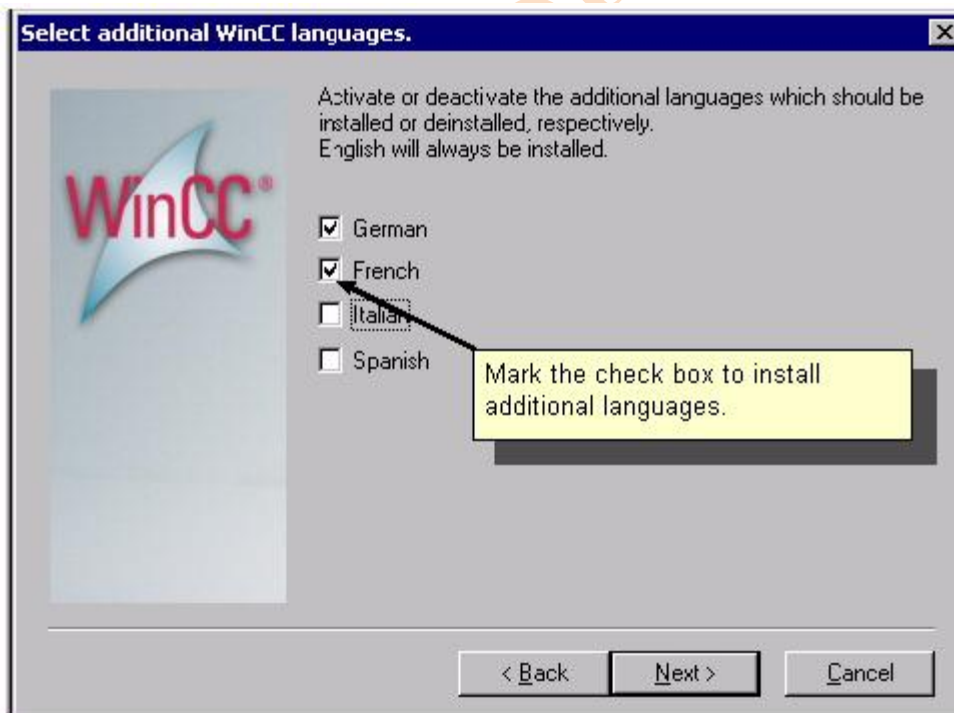 Select additional WinCC languages.
Activate or deactivate the additional languages which should be
installed or deinstalled, respectively.
English will always be installed.
WinCC®
German
French
Italian
Spanish
Mark the check box to install
additional languages.
< Back
Next >
Cancel